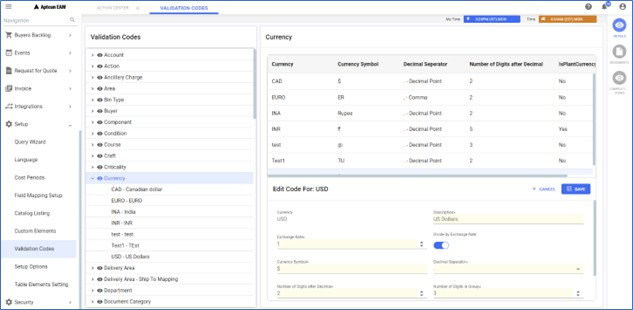 Aptean EAM
ACTION CENTER
VALIDATION CODES
Navigation
My Time
Time
Buyers Backlog
Events
Request for Quote
Invoice
Integrations
Setup
Query Wizard
Language
Cost Periods
Field Mapping Setup
Catalog Listing
Custom Elements
Validation Codes
Setup Options
Table Elements Setting
Security
Validation Codes
Account
Action
Ancillary Charge
Area
Bin Type
Buyer
Component
Condition
Course
Craft
Criticality
Currency
CAD - Canadian dollar
EURO - EURO
INA - India
INR - INR
test - test
Test1 - TExt
USD - US Dollars
Delivery Area
Delivery Area - Ship To Mapping
Department
Document Category
Currency
Currency Currency Symbol Decimal Separator Number of Digits after Decimal IsPlantCurrency
CAD $ . - Decimal Point 2 No
EURO ER , - Comma 2 No
INA Rupee . - Decimal Point 2 No
INR . - Decimal Point 5 Yes
test . - Decimal Point 3 No
Test1 . - Decimal Point 2 No
Edit Code For: USD
CANCEL
SAVE
Currency
USD
Description*
US Dollars
Exchange Rate*
1
Divide by Exchange Rate
Currency Symbol*
$
Decimal Separator*
Number of Digits after Decimal*
2
Number of Digits in Group*
3
DETAILS
DOCUMENTS